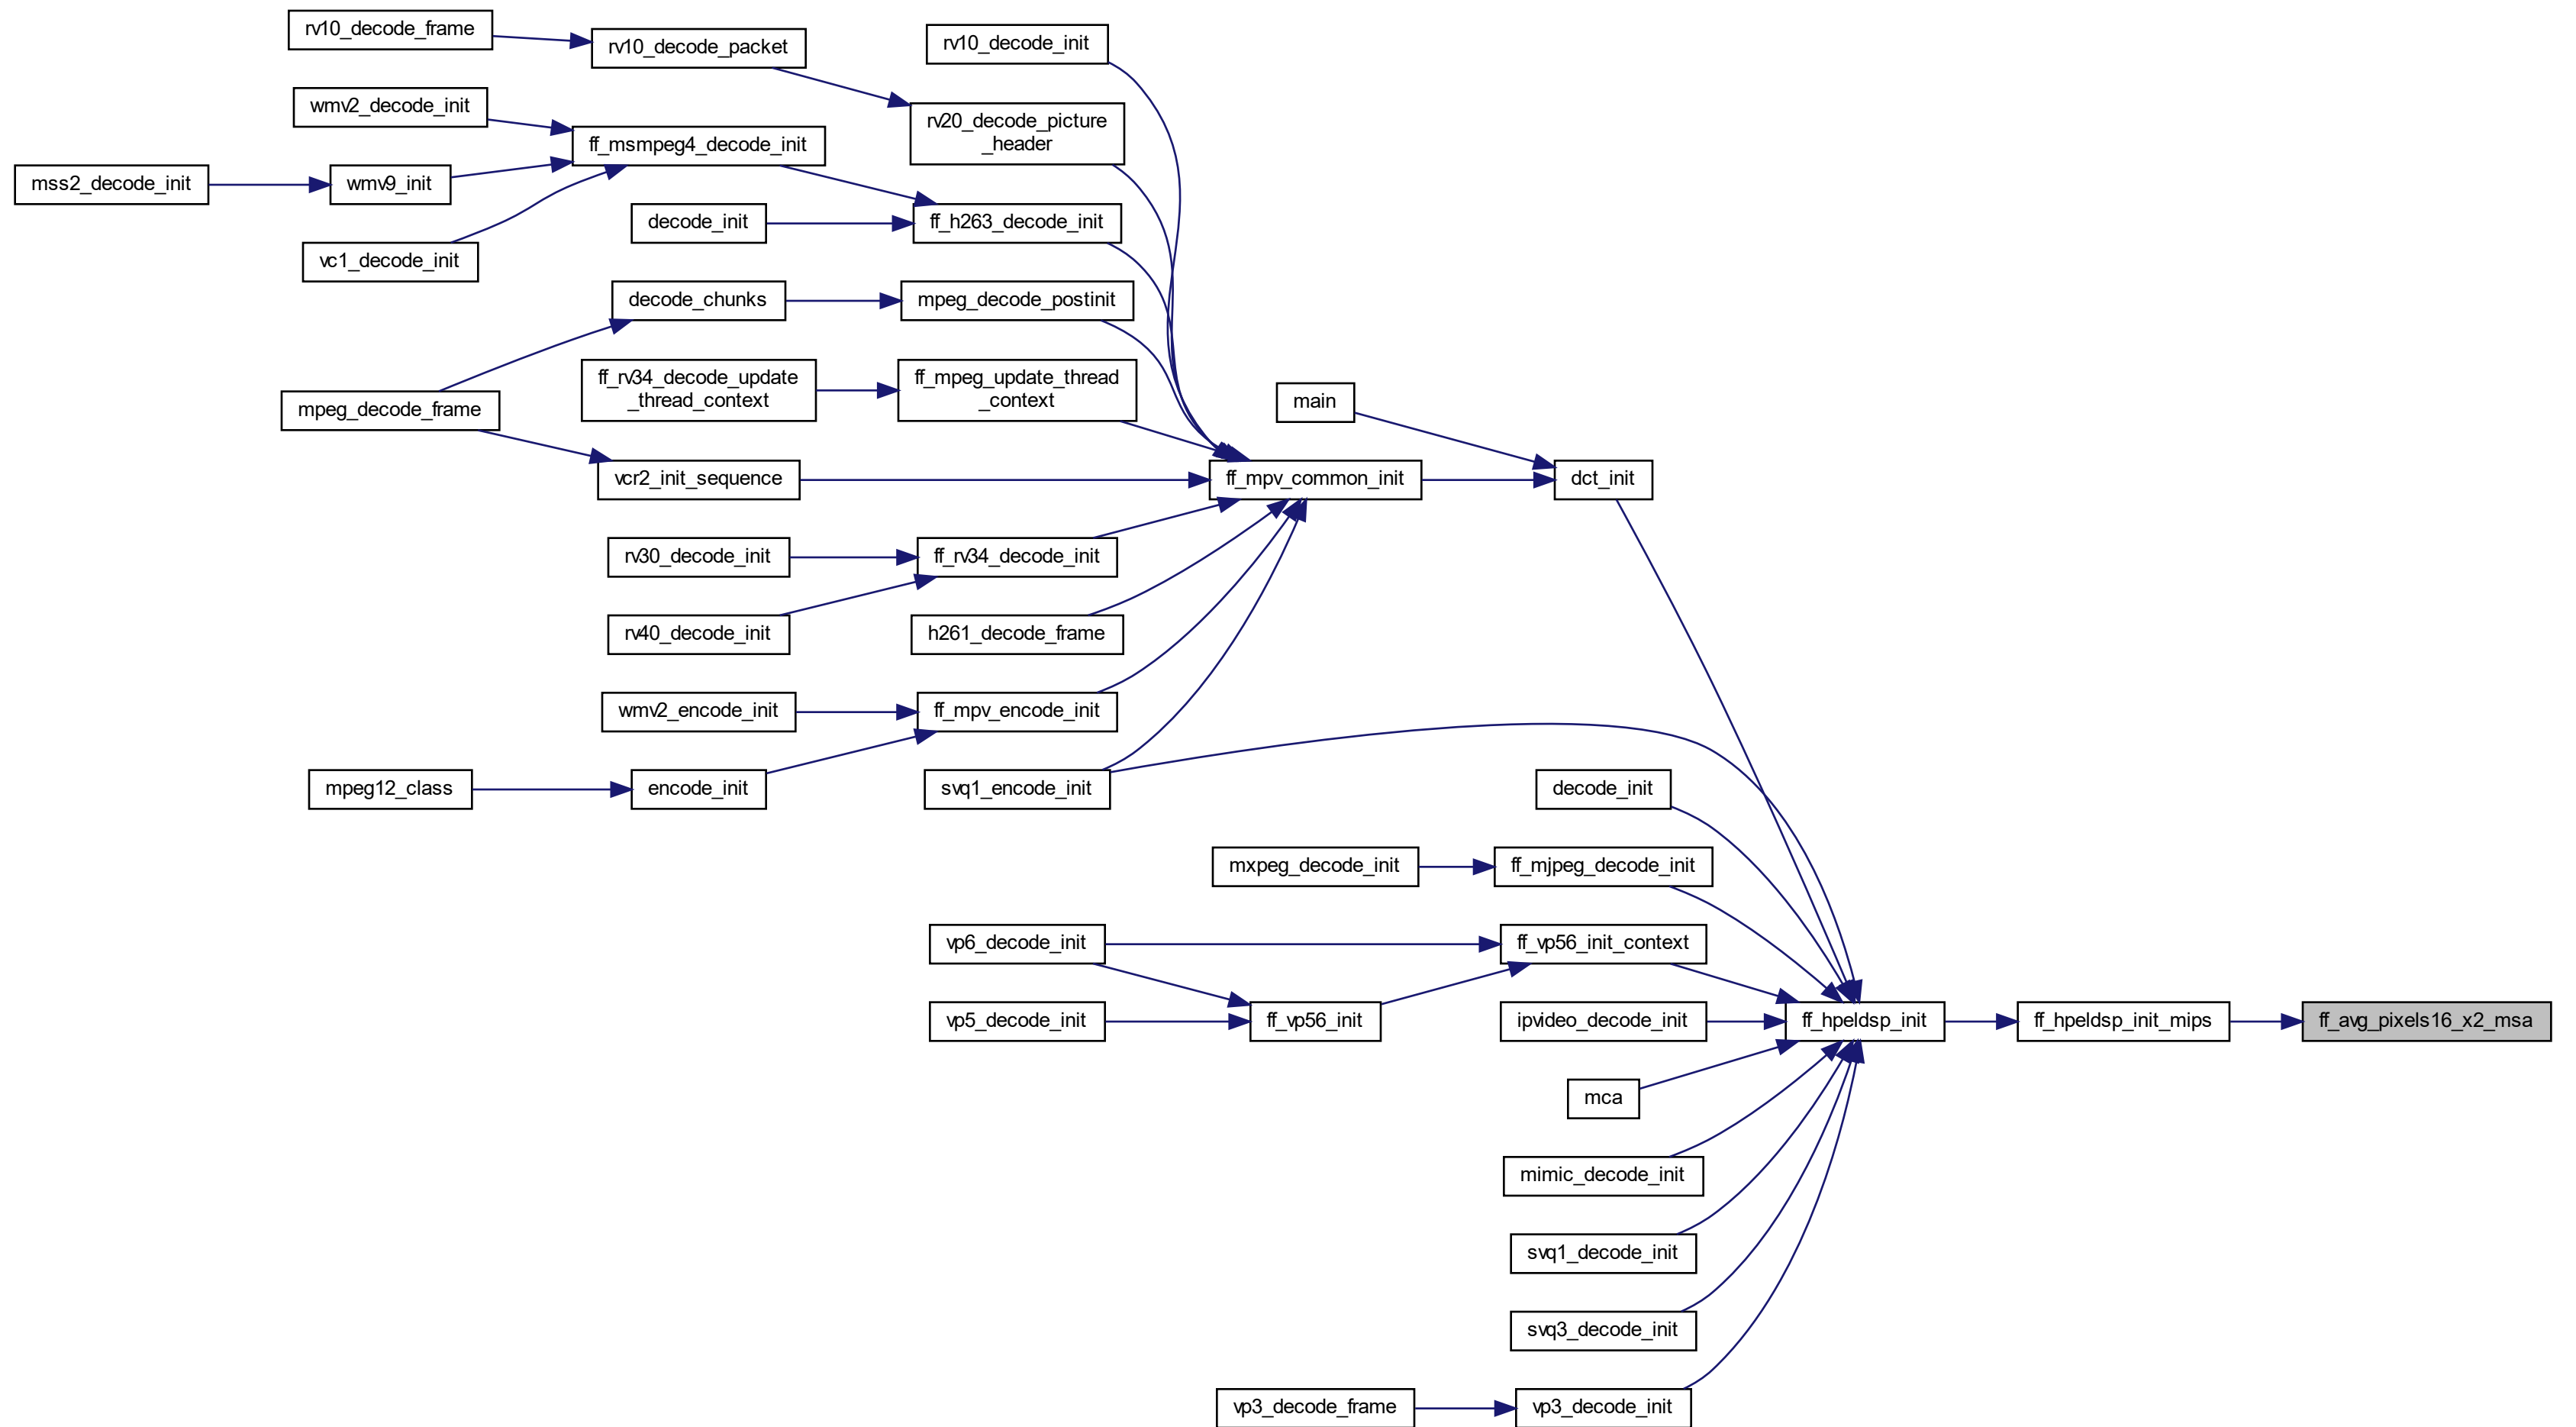 rv10_decode_frame
rv10_decode_packet
rv10_decode_init
wmv2_decode_init
rv20_decode_picture
_header
ff_msmpeg4_decode_init
mss2_decode_init
wmv9_init
decode_init
ff_h263_decode_init
vc1_decode_init
decode_chunks
mpeg_decode_postinit
ff_rv34_decode_update
_thread_context
ff_mpeg_update_thread
_context
mpeg_decode_frame
main
vcr2_init_sequence
ff_mpv_common_init
dct_init
rv30_decode_init
ff_rv34_decode_init
rv40_decode_init
h261_decode_frame
wmv2_encode_init
ff_mpv_encode_init
mpeg12_class
encode_init
svq1_encode_init
decode_init
mxpeg_decode_init
ff_mjpeg_decode_init
vp6_decode_init
ff_vp56_init_context
vp5_decode_init
ff_vp56_init
ipvideo_decode_init
ff_hpeldsp_init
ff_hpeldsp_init_mips
ff_avg_pixels16_x2_msa
mca
mimic_decode_init
svq1_decode_init
svq3_decode_init
vp3_decode_frame
vp3_decode_init